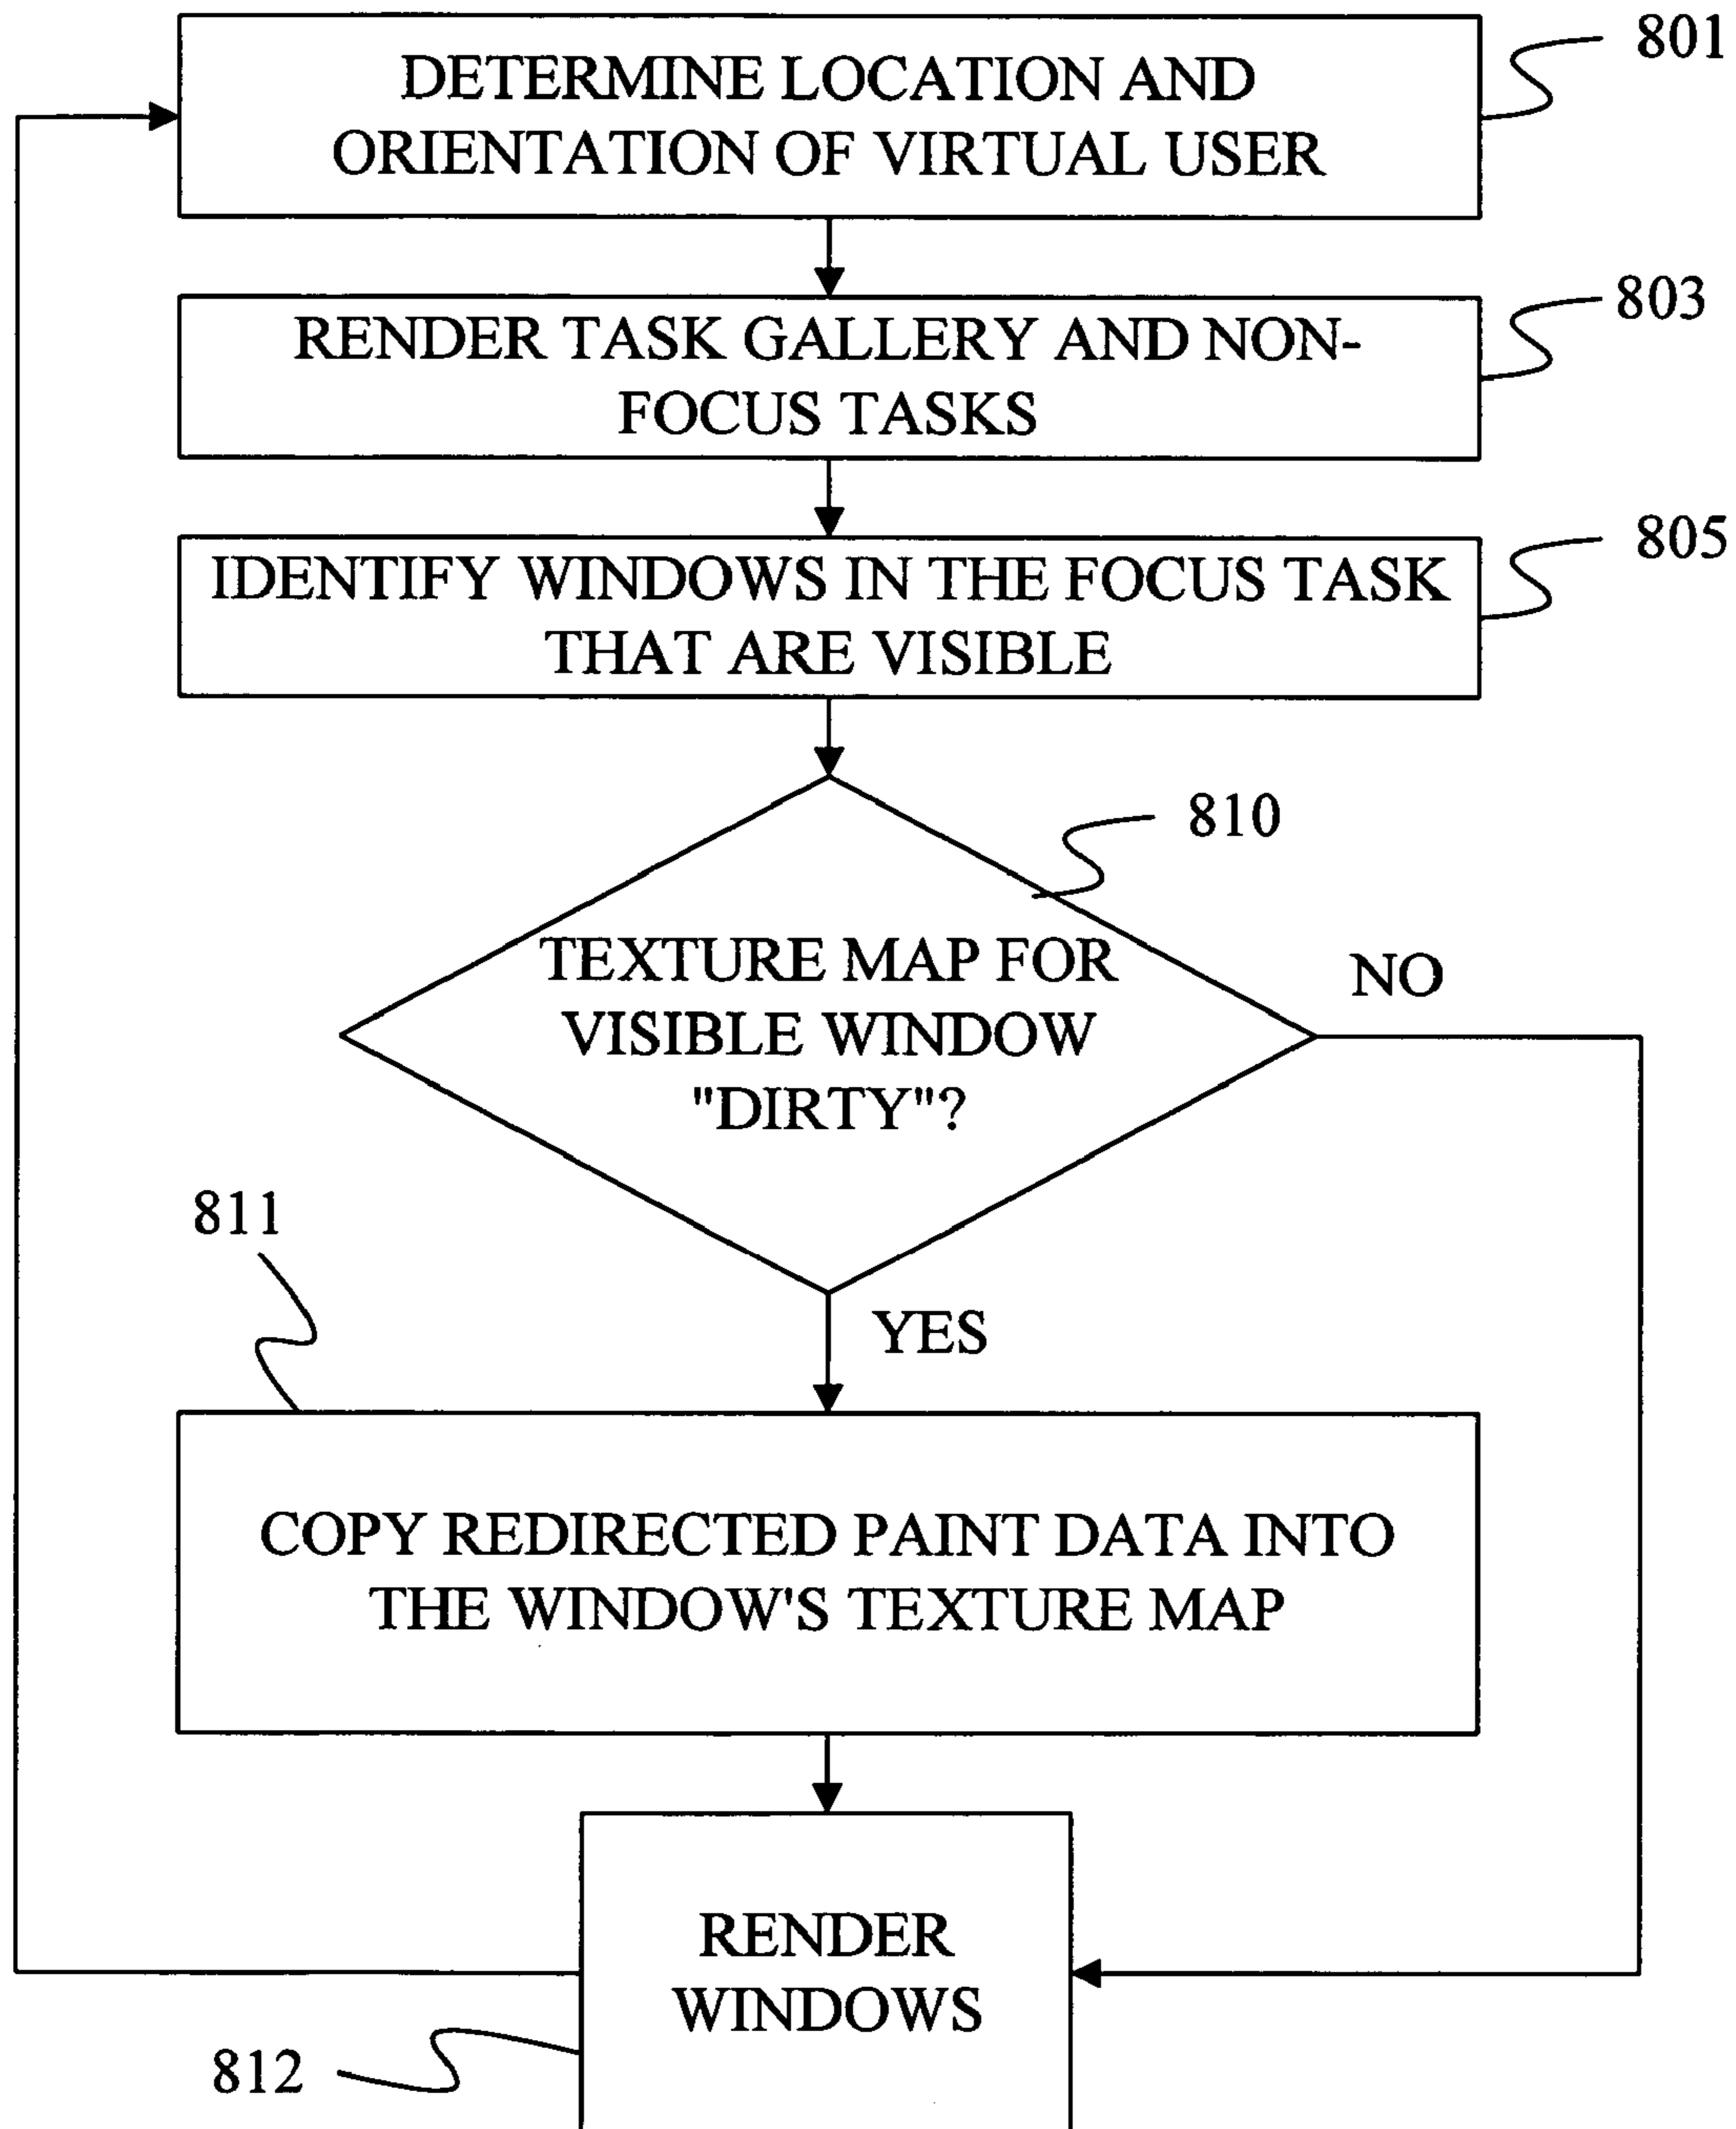 801
DETERMINE LOCATION AND
ORIENTATION OF VIRTUAL USER
803
RENDER TASK GALLERY AND NON-
FOCUS TASKS
805
IDENTIFY WINDOWS IN THE FOCUS TASK
THAT ARE VISIBLE
810
TEXTURE MAP FOR
VISIBLE WINDOW
"DIRTY"?
NO
811
YES
COPY REDIRECTED PAINT DATA INTO
THE WINDOW'S TEXTURE MAP
RENDER
WINDOWS
812